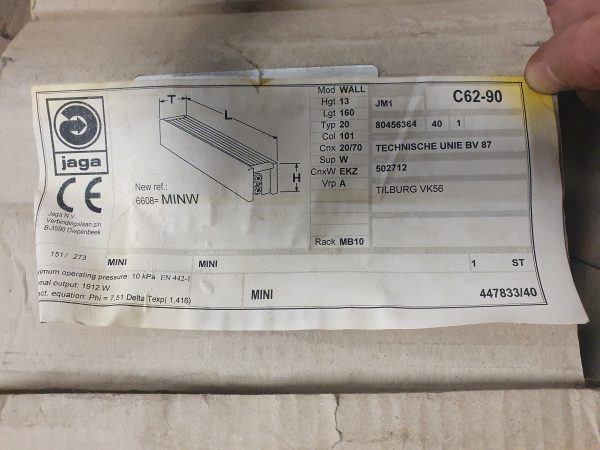 jaga
CE
Jaga N.V
Verbindingslaan z/n
B-3590 Diepenbeek
T
L
H
New ref.:
6608= MINW
Mod WALL
Hgt 13
Lgt 160
Typ 20
Col 101
Cnx 20/70
Sup W
CnxW EKZ
Vrp A
Rack MB10
JM1 C62-90
80456364 40 1
TECHNISCHE UNIE BV 87
502712
TILBURG VK56
151/ 273 MINI MINI 1 ST
operating pressure: 10 kPa EN 442-I
output: 1912 W
equation: Phi = 7,51 Delta Texp( 1,416)
MINI 447833/40